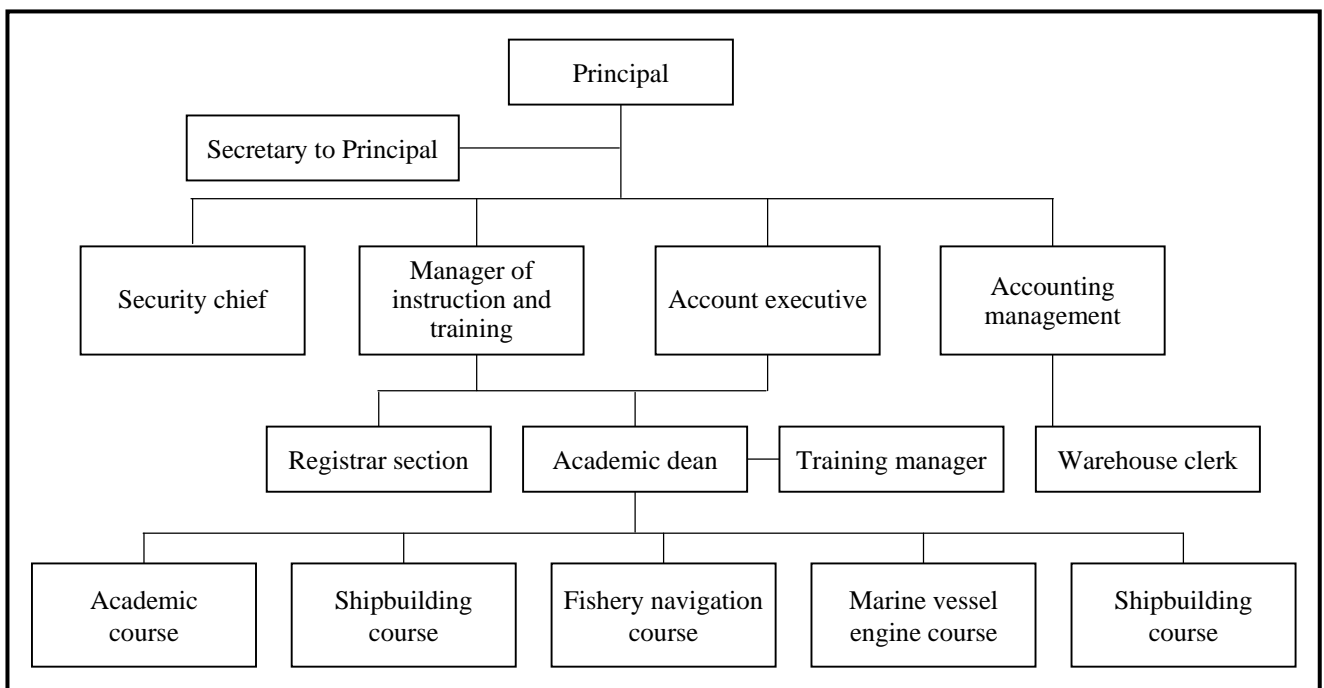 Principal
Secretary to Principal
Security chief
Manager of
instruction and
training
Account executive
Accounting
management
Registrar section
Academic dean
Training manager
Warehouse clerk
Academic
course
Shipbuilding
course
Fishery navigation
course
Marine vessel
engine course
Shipbuilding
course